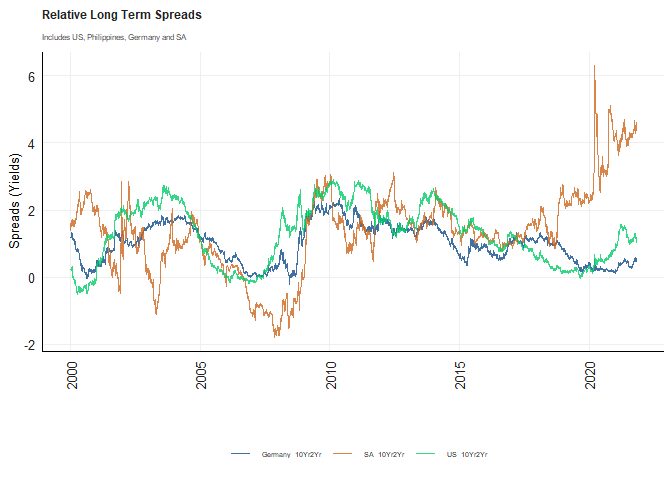 Relative Long Term Spreads
Includes US, Philippines, Germany and SA
Spreads (Yields)
6
4
2
0
-2
2000 2005 2010 2015 2020
Germany 10Yr2Yr SA 10Yr2Yr US 10Yr2Yr